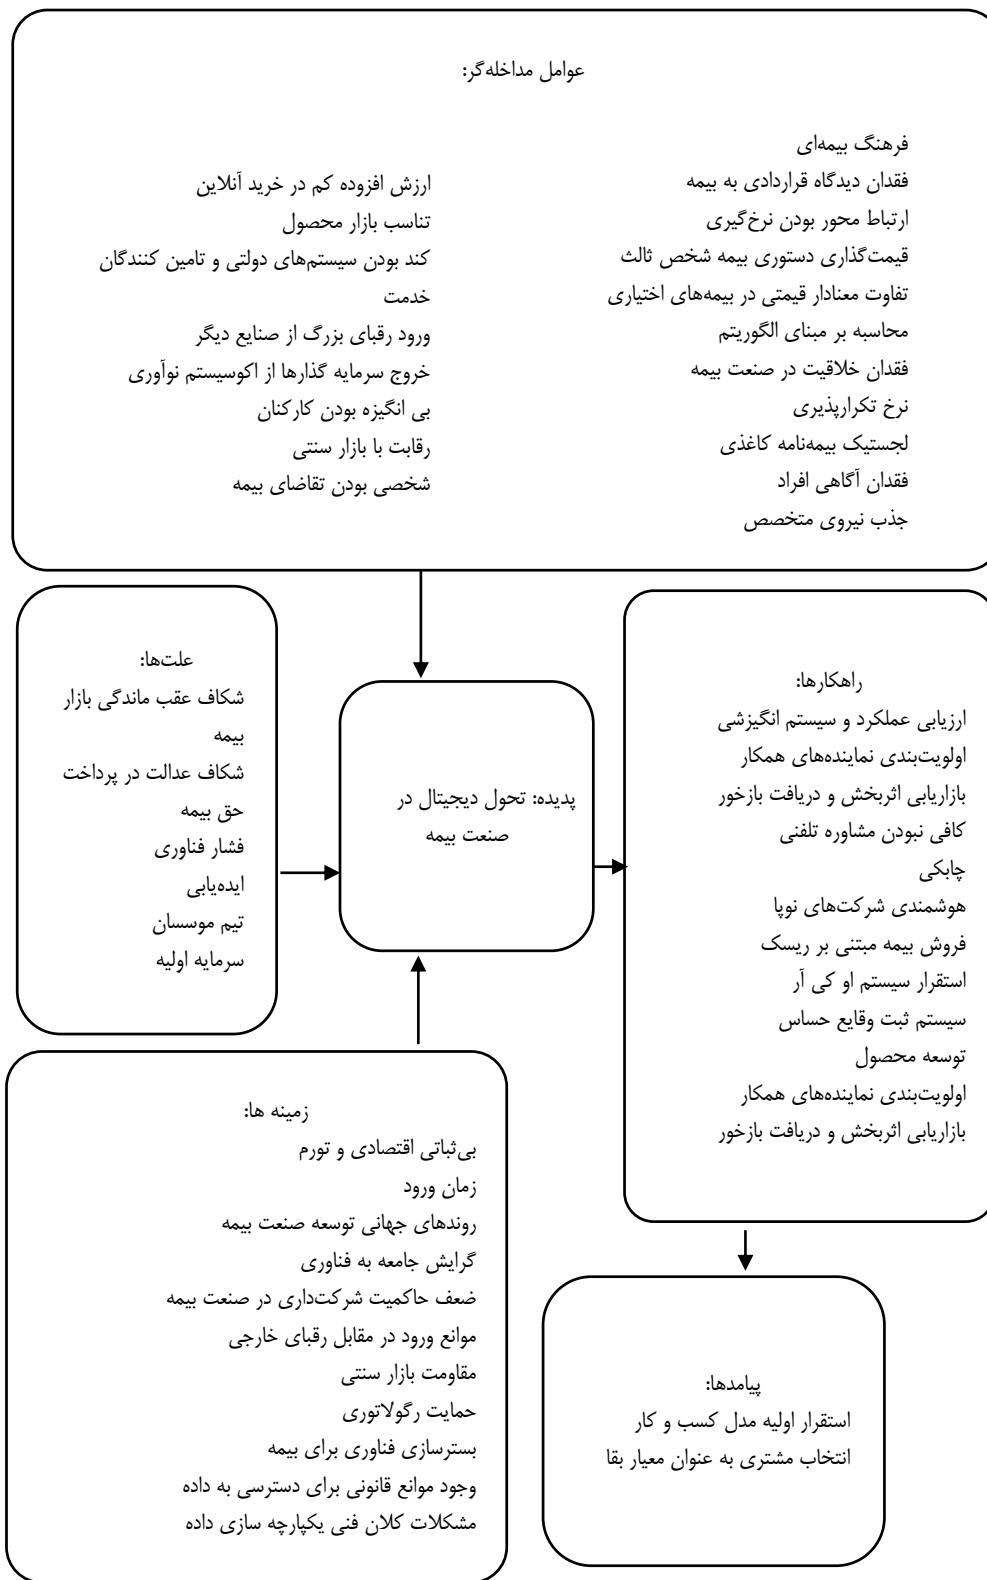 عوامل مداخله‌گر:
فرهنگ بیمه‌ای
فقدان دیدگاه قراردادی به بیمه
ارتباط محور بودن نرخ‌گیری
قیمت‌گذاری دستوری بیمه شخص ثالث
تفاوت معنادار قیمتی در بیمه‌های اختیاری
محاسبه بر مبنای الگوریتم
فقدان خلاقیت در صنعت بیمه
نرخ تکرارپذیری
لجستیک بیمه‌نامه کاغذی
فقدان آگاهی افراد
جذب نیروی متخصص
ارزش افزوده کم در خرید آنلاین
تناسب بازار محصول
کند بودن سیستم‌های دولتی و تامین کنندگان
خدمت
ورود رقبای بزرگ از صنایع دیگر
خروج سرمایه گذارها از اکوسیستم نوآوری
بی انگیزه بودن کارکنان
رقابت با بازار سنتی
شخصی بودن تقاضای بیمه
راهکارها:
ارزیابی عملکرد و سیستم انگیزشی
اولویت‌بندی نماینده‌های همکار
بازاریابی اثربخش و دریافت بازخور
کافی نبودن مشاوره تلفنی
چابکی
هوشمندی شرکت‌های نوپا
فروش بیمه مبتنی بر ریسک
استقرار سیستم او کی آر
سیستم ثبت وقایع حساس
توسعه محصول
اولویت‌بندی نماینده‌های همکار
بازاریابی اثربخش و دریافت بازخور
پدیده: تحول دیجیتال در
صنعت بیمه
علت‌ها:
شکاف عقب ماندگی بازار
بیمه
شکاف عدالت در پرداخت
حق بیمه
فشار فناوری
ایده‌یابی
تیم موسسان
سرمایه اولیه
زمینه ها:
بی‌ثباتی اقتصادی و تورم
زمان ورود
روندهای جهانی توسعه صنعت بیمه
گرایش جامعه به فناوری
ضعف حاکمیت شرکت‌داری در صنعت بیمه
موانع ورود در مقابل رقبای خارجی
مقاومت بازار سنتی
حمایت رگولاتوری
بسترسازی فناوری برای بیمه
وجود موانع قانونی برای دسترسی به داده
مشکلات کلان فنی یکپارچه سازی داده
پیامدها:
استقرار اولیه مدل کسب و کار
انتخاب مشتری به عنوان معیار بقا